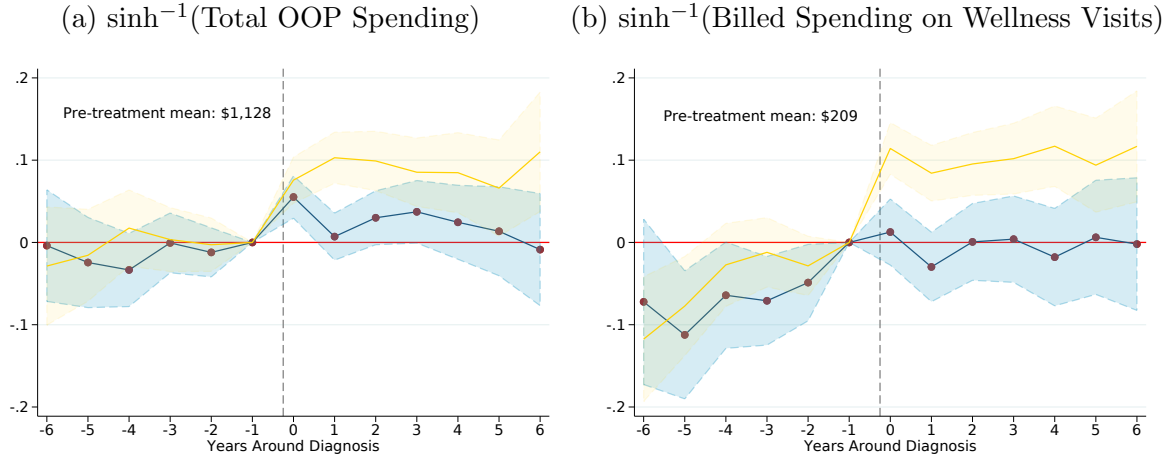 (a) sinh⁻¹(Total OOP Spending)
.2
.1
0
-.1
-.2
Pre-treatment mean: $1,128
-6 -5 -4 -3 -2 -1 0 1 2 3 4 5 6
Years Around Diagnosis
(b) sinh⁻¹(Billed Spending on Wellness Visits)
.2
.1
0
-.1
-.2
Pre-treatment mean: $209
-6 -5 -4 -3 -2 -1 0 1 2 3 4 5 6
Years Around Diagnosis